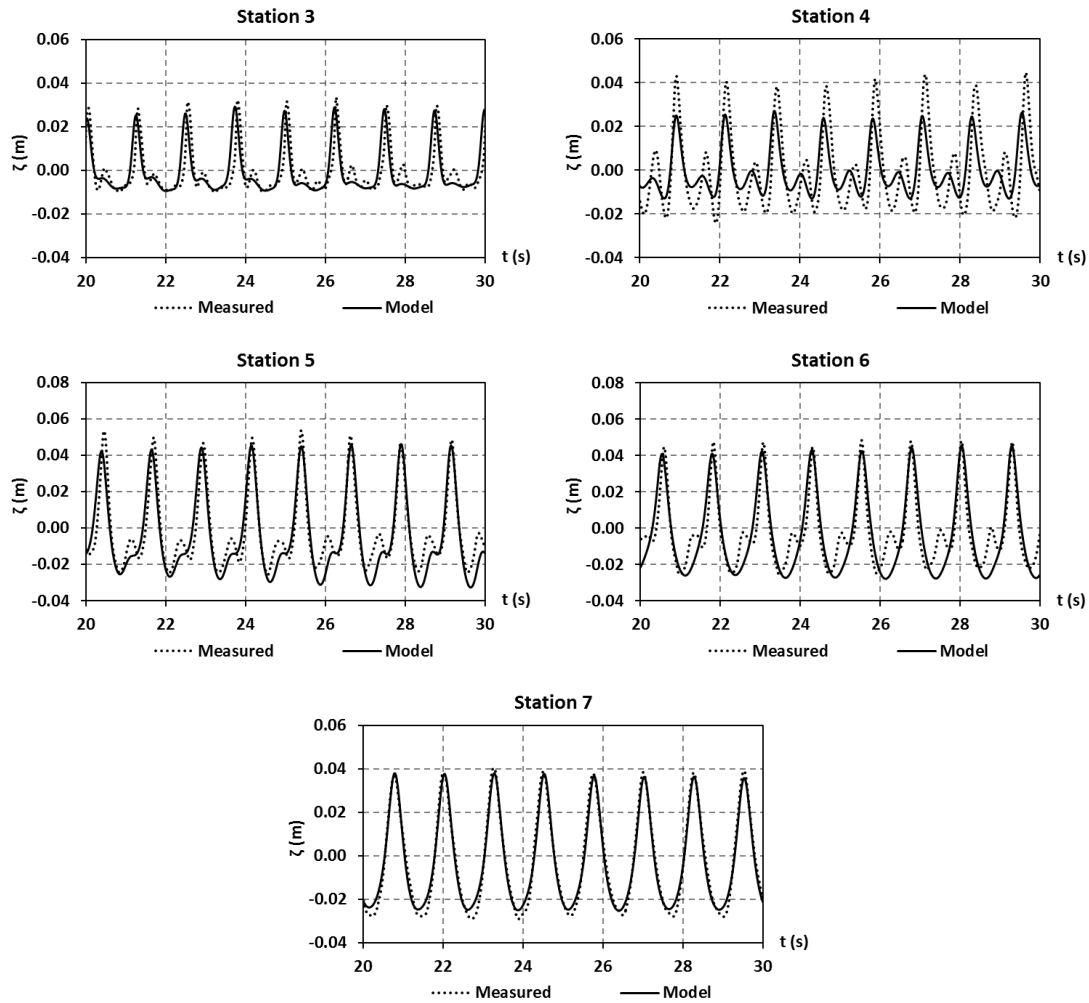 Station 3
0.06
0.04
0.02
0.00
-0.02
-0.04
ζ (m)
20 22 24 26 28 30
t (s)
Measured Model
Station 4
0.06
0.04
0.02
0.00
-0.02
-0.04
ζ (m)
20 22 24 26 28 30
t (s)
Measured Model
Station 5
0.08
0.06
0.04
0.02
0.00
-0.02
-0.04
ζ (m)
20 22 24 26 28 30
t (s)
Measured Model
Station 6
0.08
0.06
0.04
0.02
0.00
-0.02
-0.04
ζ (m)
20 22 24 26 28 30
t (s)
Measured Model
Station 7
0.06
0.04
0.02
0.00
-0.02
-0.04
ζ (m)
20 22 24 26 28 30
t (s)
Measured Model